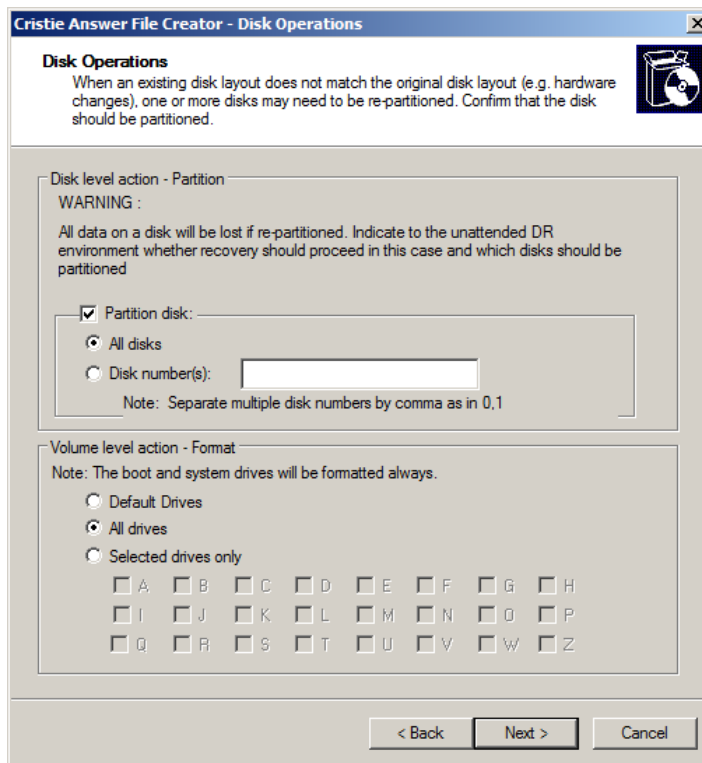 Cristie Answer File Creator - Disk Operations
Disk Operations
When an existing disk layout does not match the original disk layout (e.g. hardware
changes), one or more disks may need to be re-partitioned. Confirm that the disk
should be partitioned.
Disk level action - Partition
WARNING :
All data on a disk will be lost if re-partitioned. Indicate to the unattended DR
environment whether recovery should proceed in this case and which disks should be
partitioned
Partition disk:
All disks
Disk number(s):
Note: Separate multiple disk numbers by comma as in 0,1
Volume level action - Format
Note: The boot and system drives will be formatted always.
Default Drives
All drives
Selected drives only
A B C D E F G H
I J K L M N O P
Q R S T U V W Z
< Back Next > Cancel